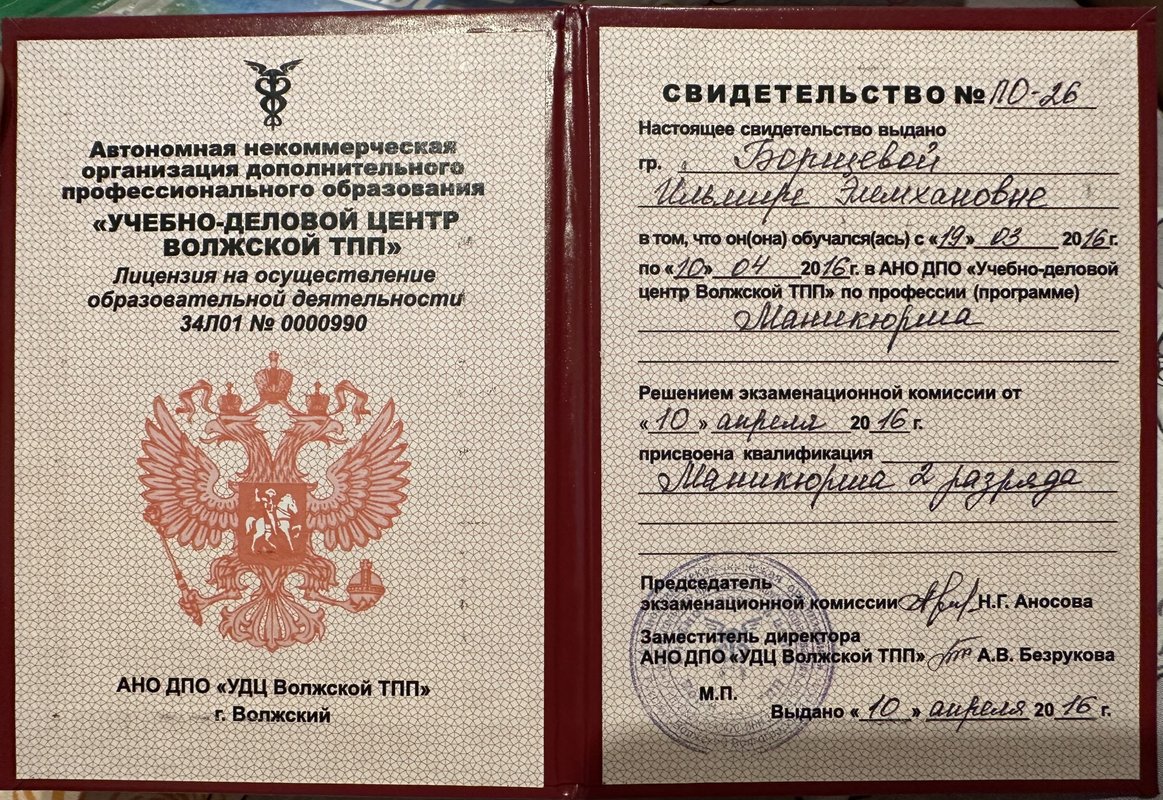 Автономная некоммерческая
организация дополнительного
профессионального образования
«УЧЕБНО-ДЕЛОВОЙ ЦЕНТР
ВОЛЖСКОЙ ТПП»
Лицензия на осуществление
образовательной деятельности
34Л01 № 0000990
АНО ДПО «УДЦ Волжской ТПП»
г. Волжский
СВИДЕТЕЛЬСТВО № ПО-26
Настоящее свидетельство выдано
гр. Борщевой
Ильмире Элемхановне
в том, что он(она) обучался(ась) с «19» 03 2016 г.
по «10» 04 2016 г. в АНО ДПО «Учебно-деловой
центр Волжской ТПП» по профессии (программе)
Маникюрша
Решением экзаменационной комиссии от
«10» апреля 2016 г.
присвоена квалификация
Маникюрша 2 разряда
Председатель
экзаменационной комиссии Н.Г. Аносова
Заместитель директора
АНО ДПО «УДЦ Волжской ТПП» А.В. Безрукова
М.П.
Выдано «10» апреля 2016 г.